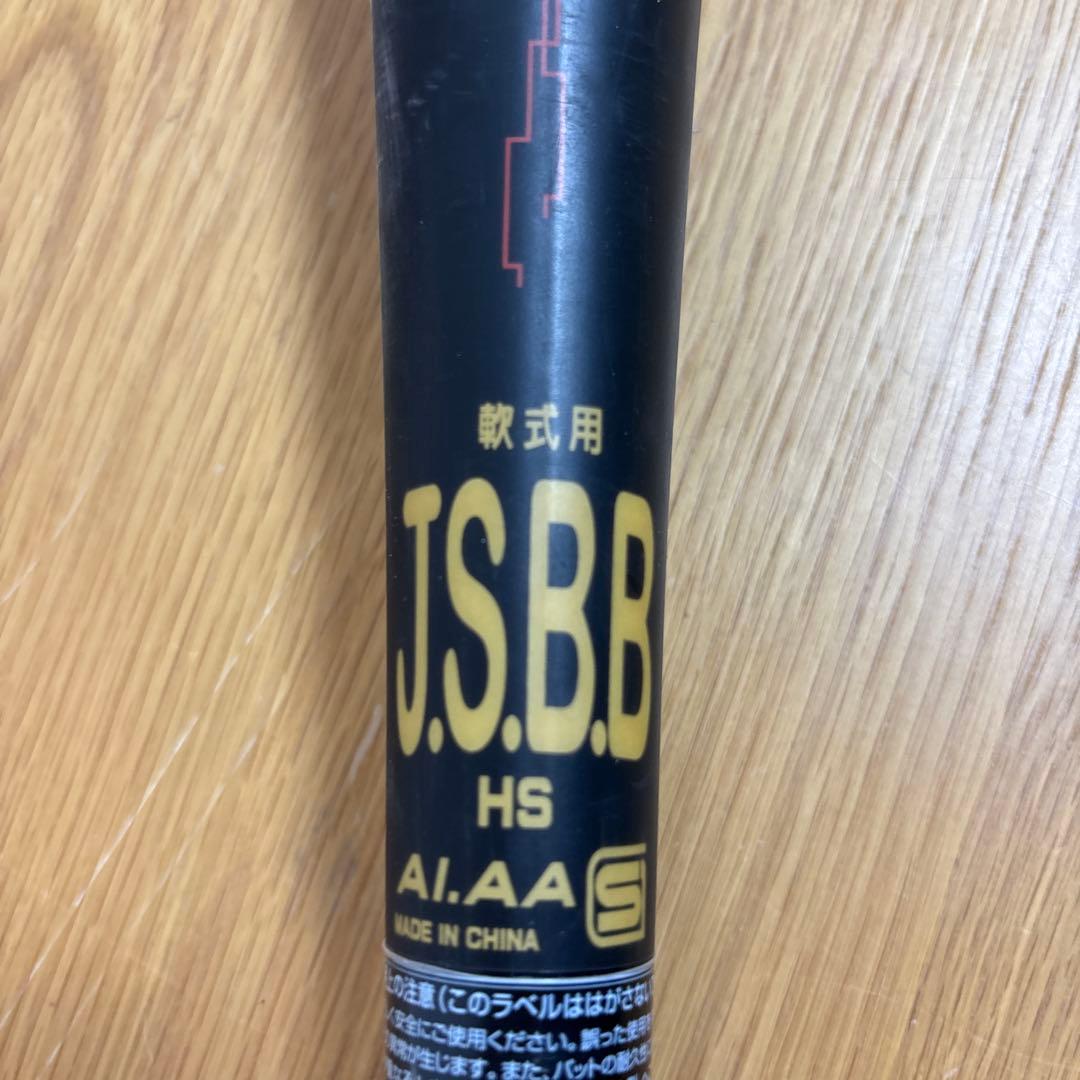 軟式用
J.S.B.B
HS
Al.AA SG
MADE IN CHINA
上の注意(このラベルははがさない
安全にご使用ください。誤った使用
が生じます。また、バットの耐久